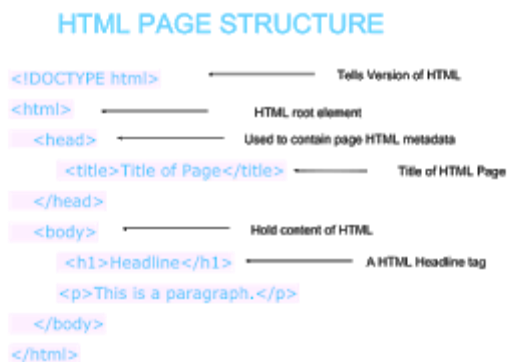 HTML PAGE STRUCTURE
<!DOCTYPE html> Tells Version of HTML
<html> HTML root element
<head> Used to contain page HTML metadata
<title>Title of Page</title> Title of HTML Page
</head>
<body> Hold content of HTML
<h1>Headline</h1> A HTML Headline tag
<p>This is a paragraph.</p>
</body>
</html>